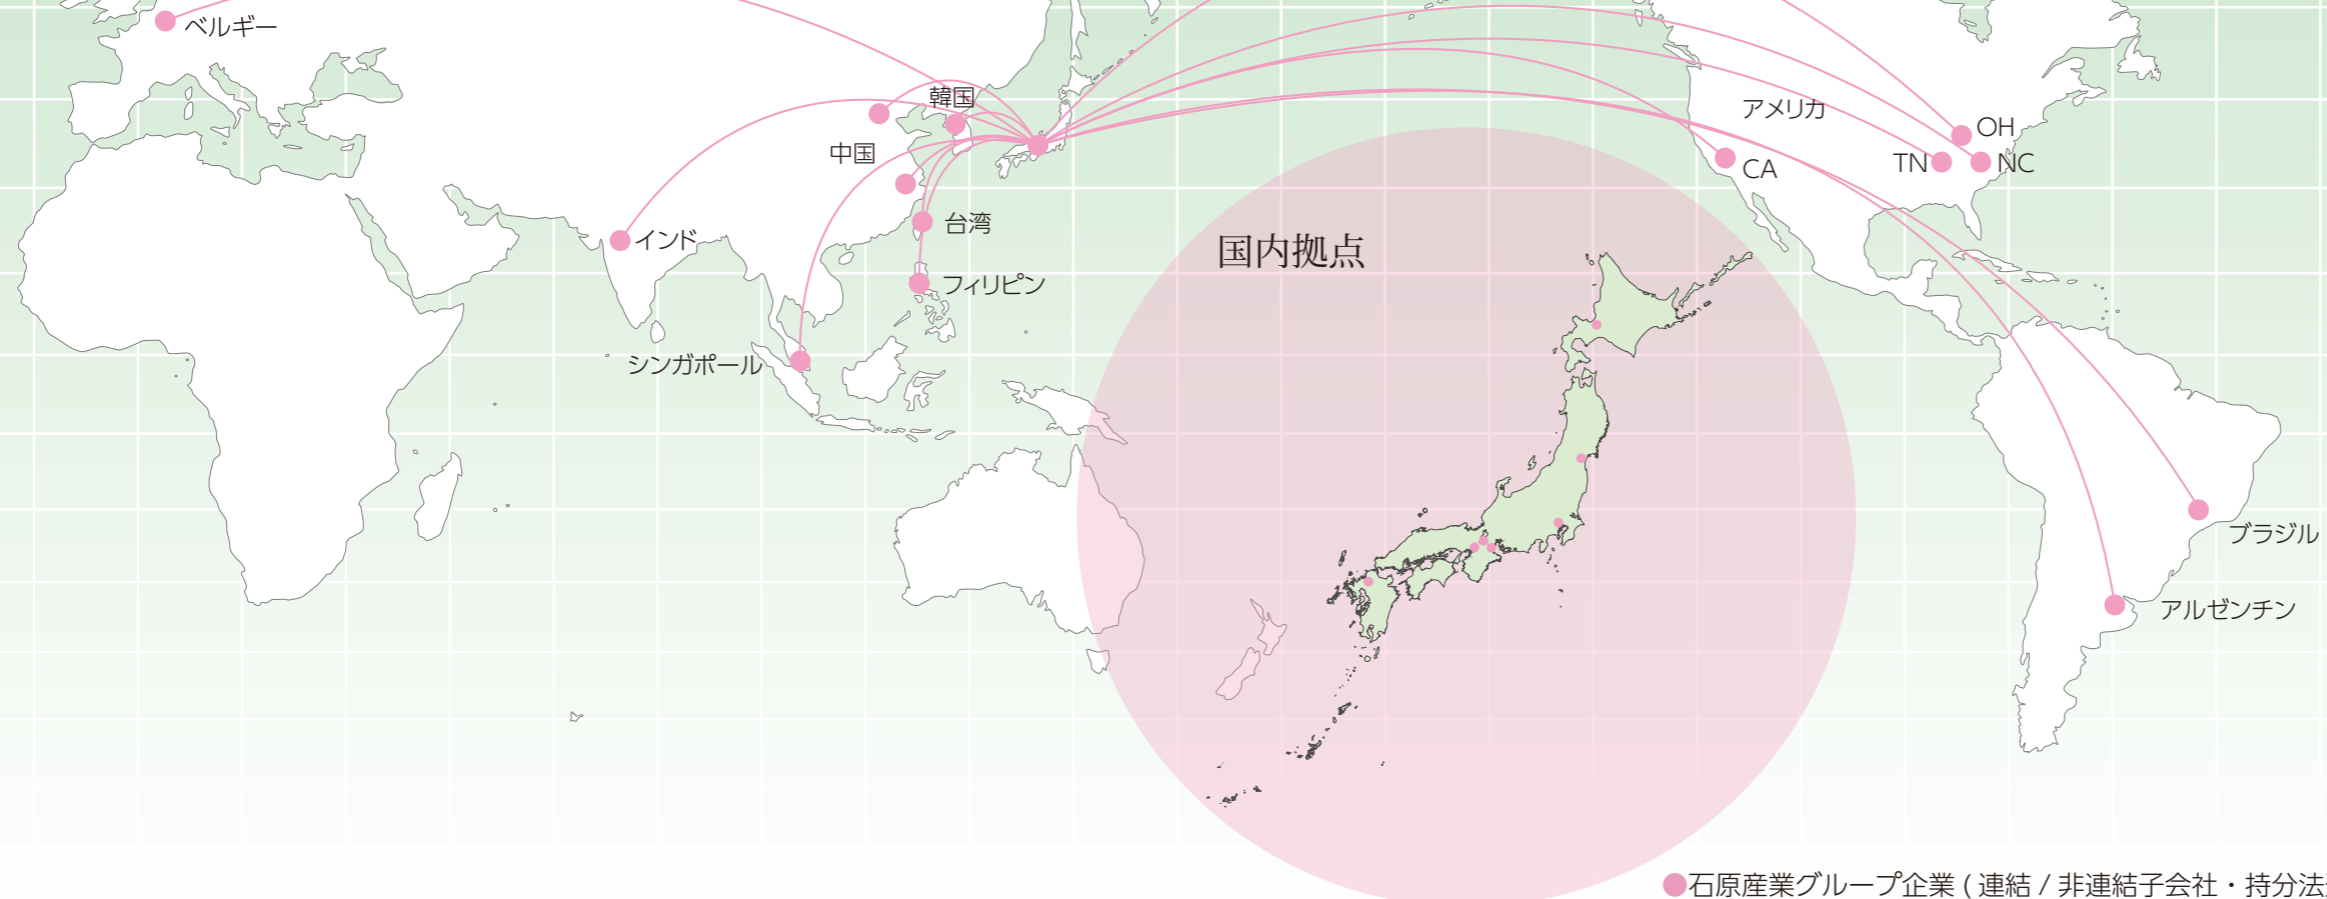 ベルギー
韓国
アメリカ
OH
中国
TN
NC
CA
台湾
インド
国内拠点
フィリピン
シンガポール
ブラジル
アルゼンチン
●石原産業グループ企業 ( 連結 / 非連結子会社・持分法